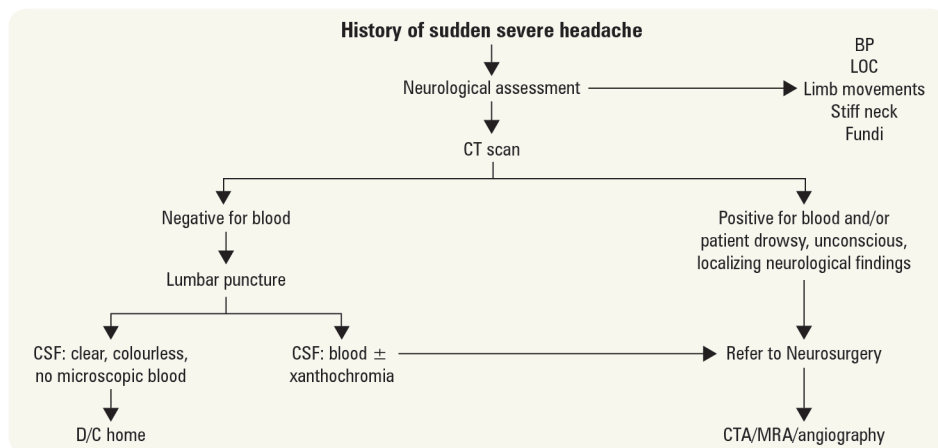 History of sudden severe headache
Neurological assessment
BP
LOC
Limb movements
Stiff neck
Fundi
CT scan
Negative for blood
Positive for blood and/or
patient drowsy, unconscious,
localizing neurological findings
Lumbar puncture
CSF: clear, colourless,
no microscopic blood
CSF: blood ±
xanthochromia
Refer to Neurosurgery
D/C home
CTA/MRA/angiography